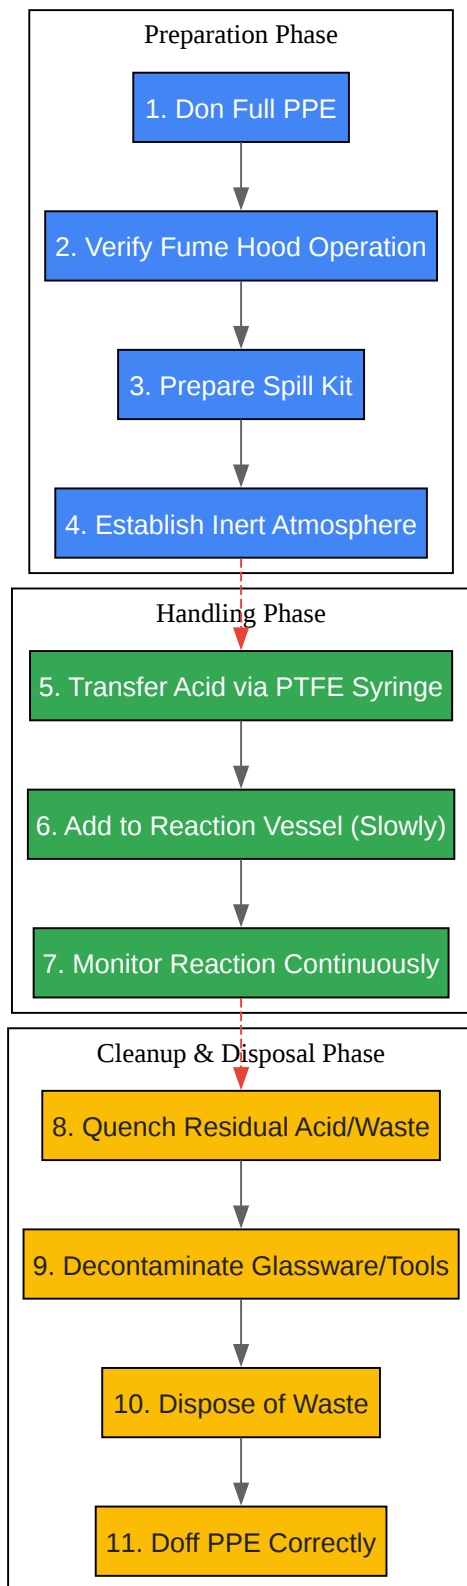 Preparation Phase
1. Don Full PPE
2. Verify Fume Hood Operation
3. Prepare Spill Kit
4. Establish Inert Atmosphere
Handling Phase
5. Transfer Acid via PTFE Syringe
6. Add to Reaction Vessel (Slowly)
7. Monitor Reaction Continuously
Cleanup & Disposal Phase
8. Quench Residual Acid/Waste
9. Decontaminate Glassware/Tools
10. Dispose of Waste
11. Doff PPE Correctly